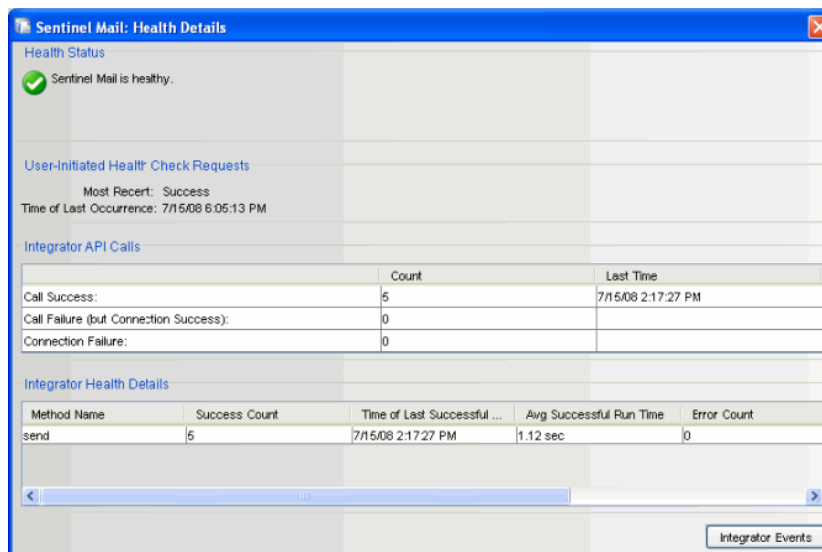 Sentinel Mail: Health Details
Health Status
Sentinel Mail is healthy.
User-Initiated Health Check Requests
Most Recert: Success
Time of Last Occurrence: 7/15/08 6:05:13 PM
Integrator API Calls
Count Last Time
Call Success: 5 7/15/08 2:17:27 PM
Call Failure (but Connection Success): 0
Connection Failure: 0
Integrator Health Details
Method Name Success Count Time of Last Successful ... Avg Successful Run Time Error Count
send 5 7/15/08 2:17:27 PM 1.12 sec 0
Integrator Events